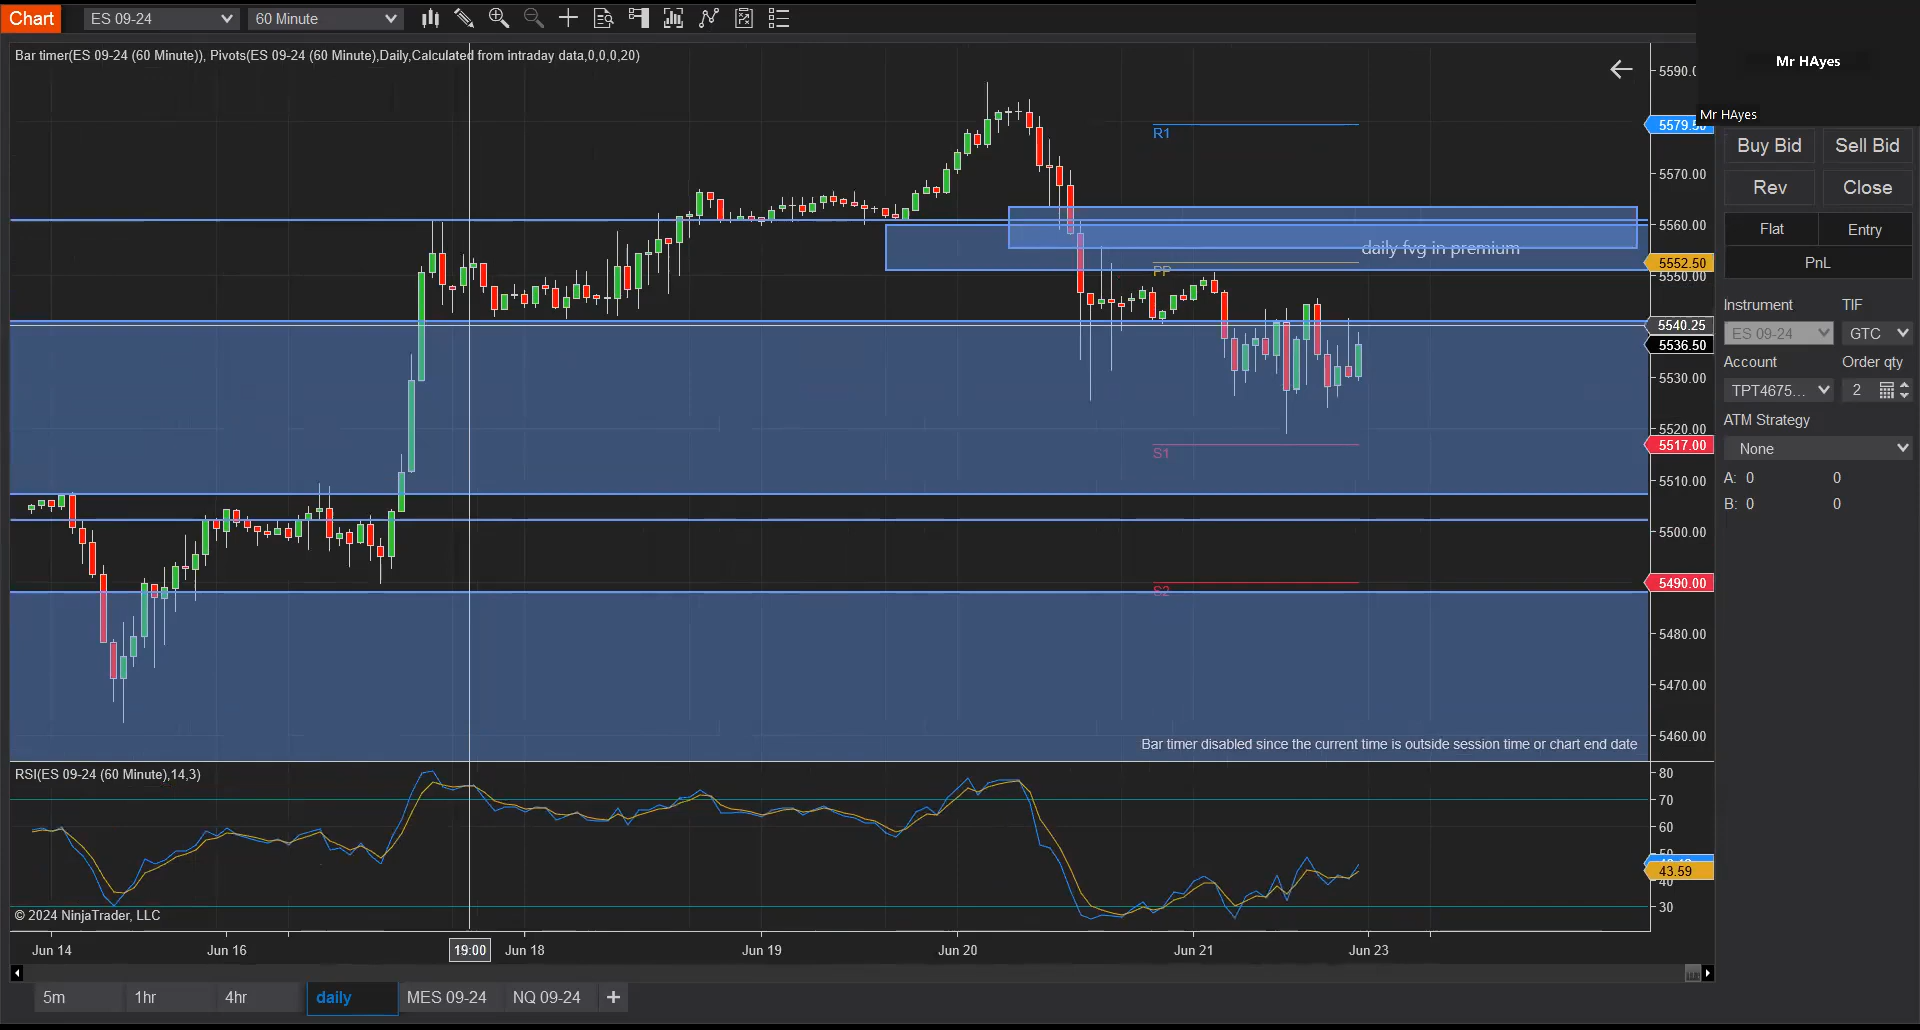 Chart
ES 09-24
60 Minute
Mr HAyes
Bar timer(ES 09-24 (60 Minute)), Pivots(ES 09-24 (60 Minute),Daily,Calculated from intraday data,0,0,0,20)
Mr HAyes
R1
daily fvg in premium
PP
S1
S2
Bar timer disabled since the current time is outside session time or chart end date
5579.50
5570.00
5560.00
5552.50
5550.00
5540.25
5536.50
5530.00
5520.00
5517.00
5510.00
5500.00
5490.00
5480.00
5470.00
5460.00
Buy Bid
Sell Bid
Rev
Close
Flat
Entry
PnL
Instrument
TIF
ES 09-24
GTC
Account
Order qty
TPT4675...
2
ATM Strategy
None
A: 0
0
B: 0
0
RSI(ES 09-24 (60 Minute),14,3)
80
70
60
50
43.59
40
30
© 2024 NinjaTrader, LLC
Jun 14
Jun 16
19:00
Jun 18
Jun 19
Jun 20
Jun 21
Jun 23
5m
1hr
4hr
daily
MES 09-24
NQ 09-24